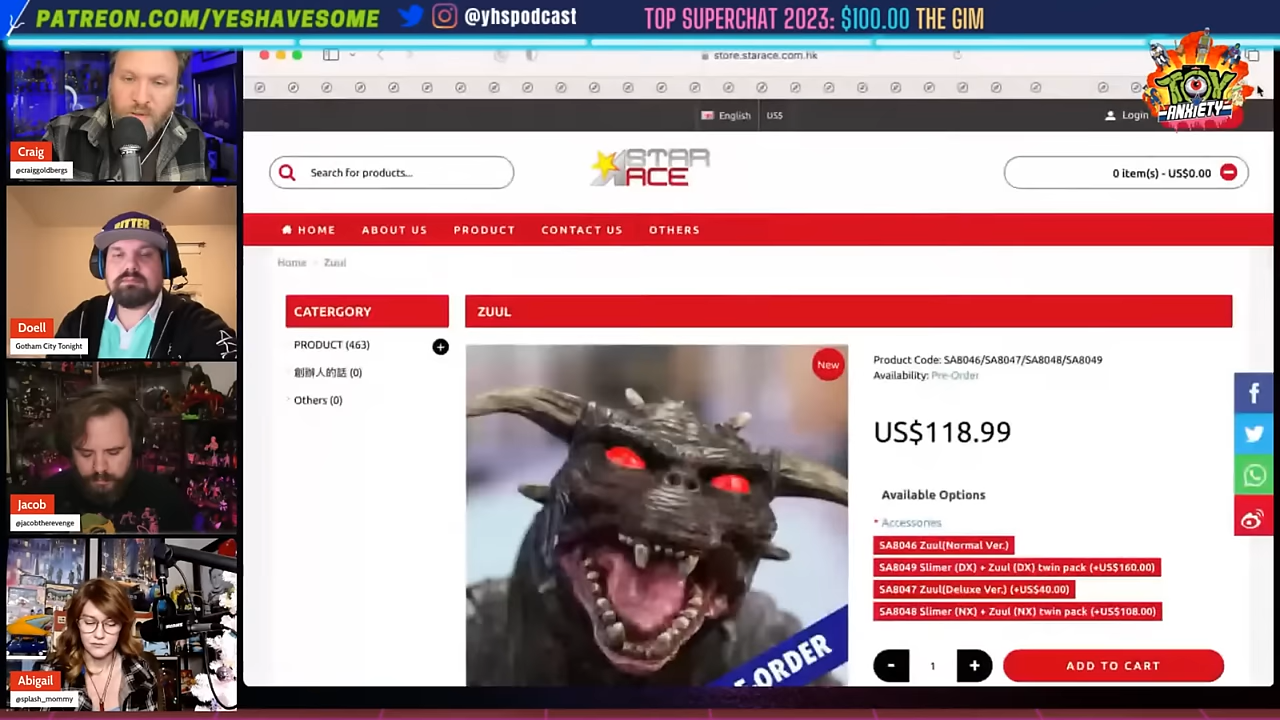 PATREON.COM/YESHAVESOME
@yhspodcast
TOP SUPERCHAT 2023: $100.00 THE GIM
TOY
ANXIETY
Craig
@craiggoldbergs
RITTER
Doell
Gotham City Tonight
Jacob
@jacobtherevenge
Abigail
@splash_mommy
store.starace.com.hk
English
US$
Login
Search for products...
STAR
ACE
0 item(s) - US$0.00
HOME
ABOUT US
PRODUCT
CONTACT US
OTHERS
Home
Zuul
CATERGORY
PRODUCT (463)
創辦人的話 (0)
Others (0)
ZUUL
New
-ORDER
Product Code: SA8046/SA8047/SA8048/SA8049
Availability: Pre-Order
US$118.99
Available Options
* Accessories
SA8046 Zuul(Normal Ver.)
SA8049 Slimer (DX) + Zuul (DX) twin pack (+US$160.00)
SA8047 Zuul(Deluxe Ver.) (+US$40.00)
SA8048 Slimer (NX) + Zuul (NX) twin pack (+US$108.00)
- 1 +
ADD TO CART